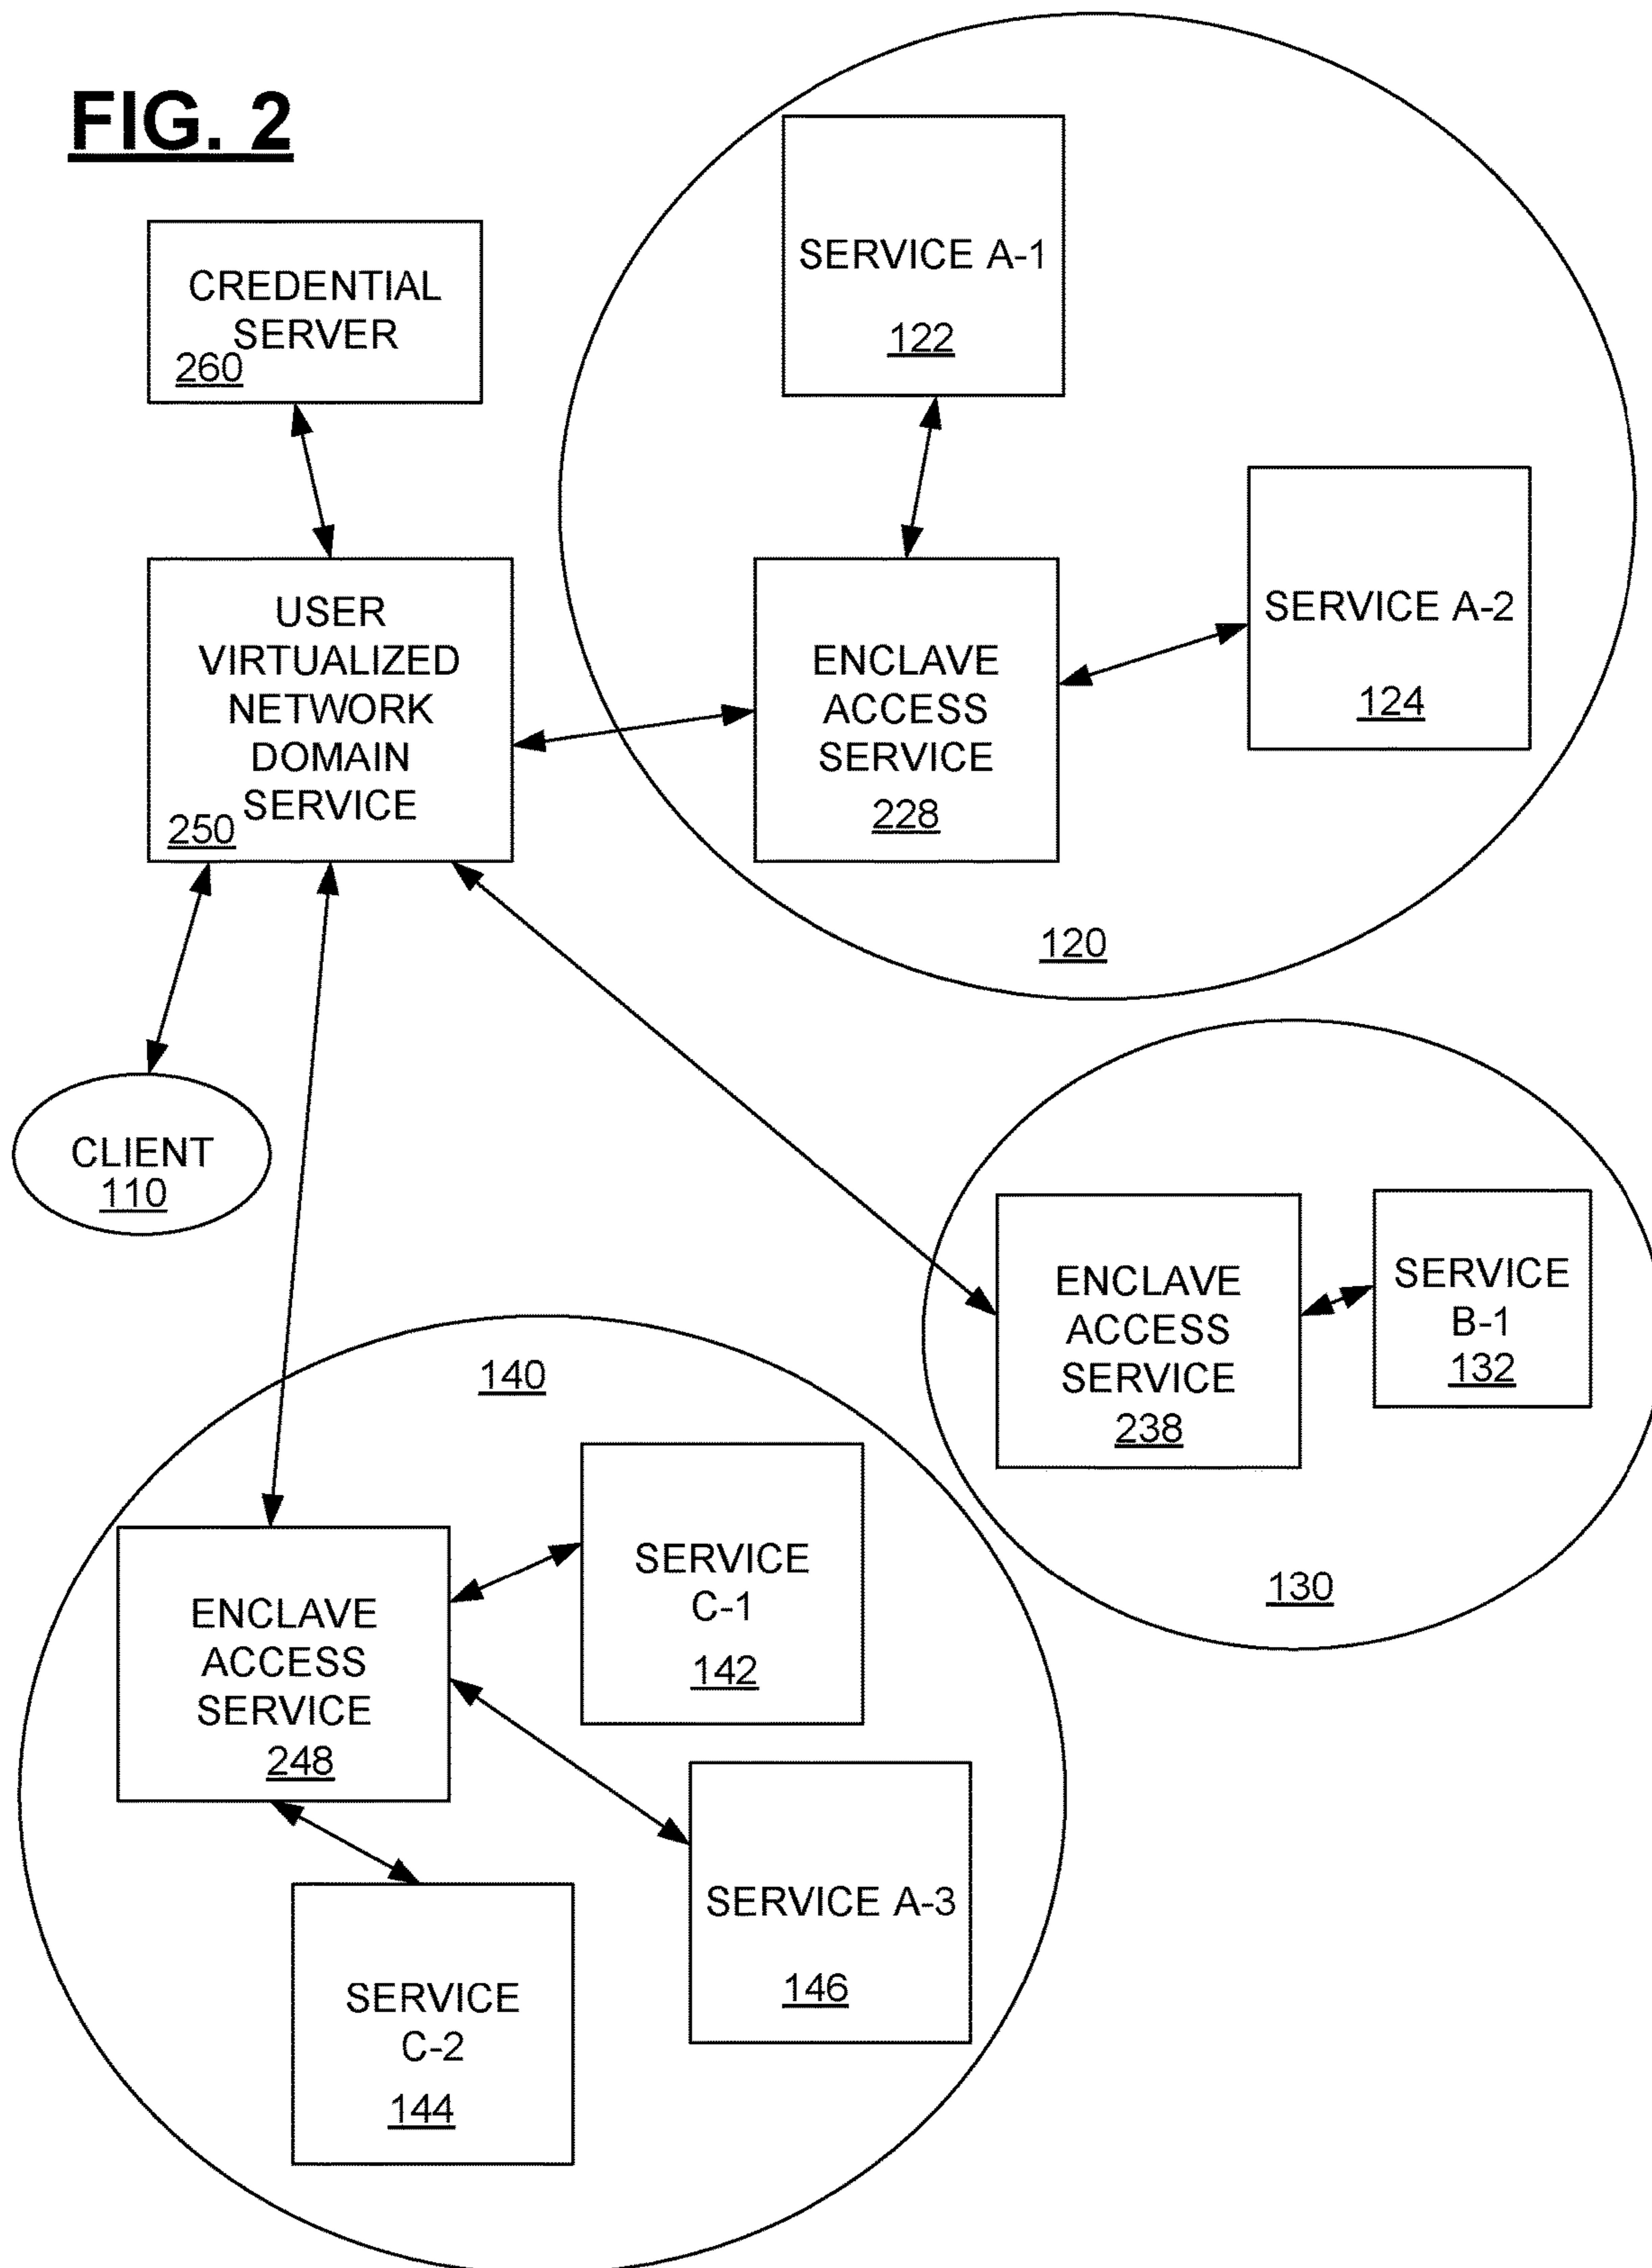 FIG. 2
CREDENTIAL
SERVER
260
USER
VIRTUALIZED
NETWORK
DOMAIN
SERVICE
250
CLIENT
110
SERVICE A-1
122
SERVICE A-2
124
ENCLAVE
ACCESS
SERVICE
228
120
ENCLAVE
ACCESS
SERVICE
238
SERVICE
B-1
132
130
140
ENCLAVE
ACCESS
SERVICE
248
SERVICE
C-1
142
SERVICE A-3
146
SERVICE
C-2
144